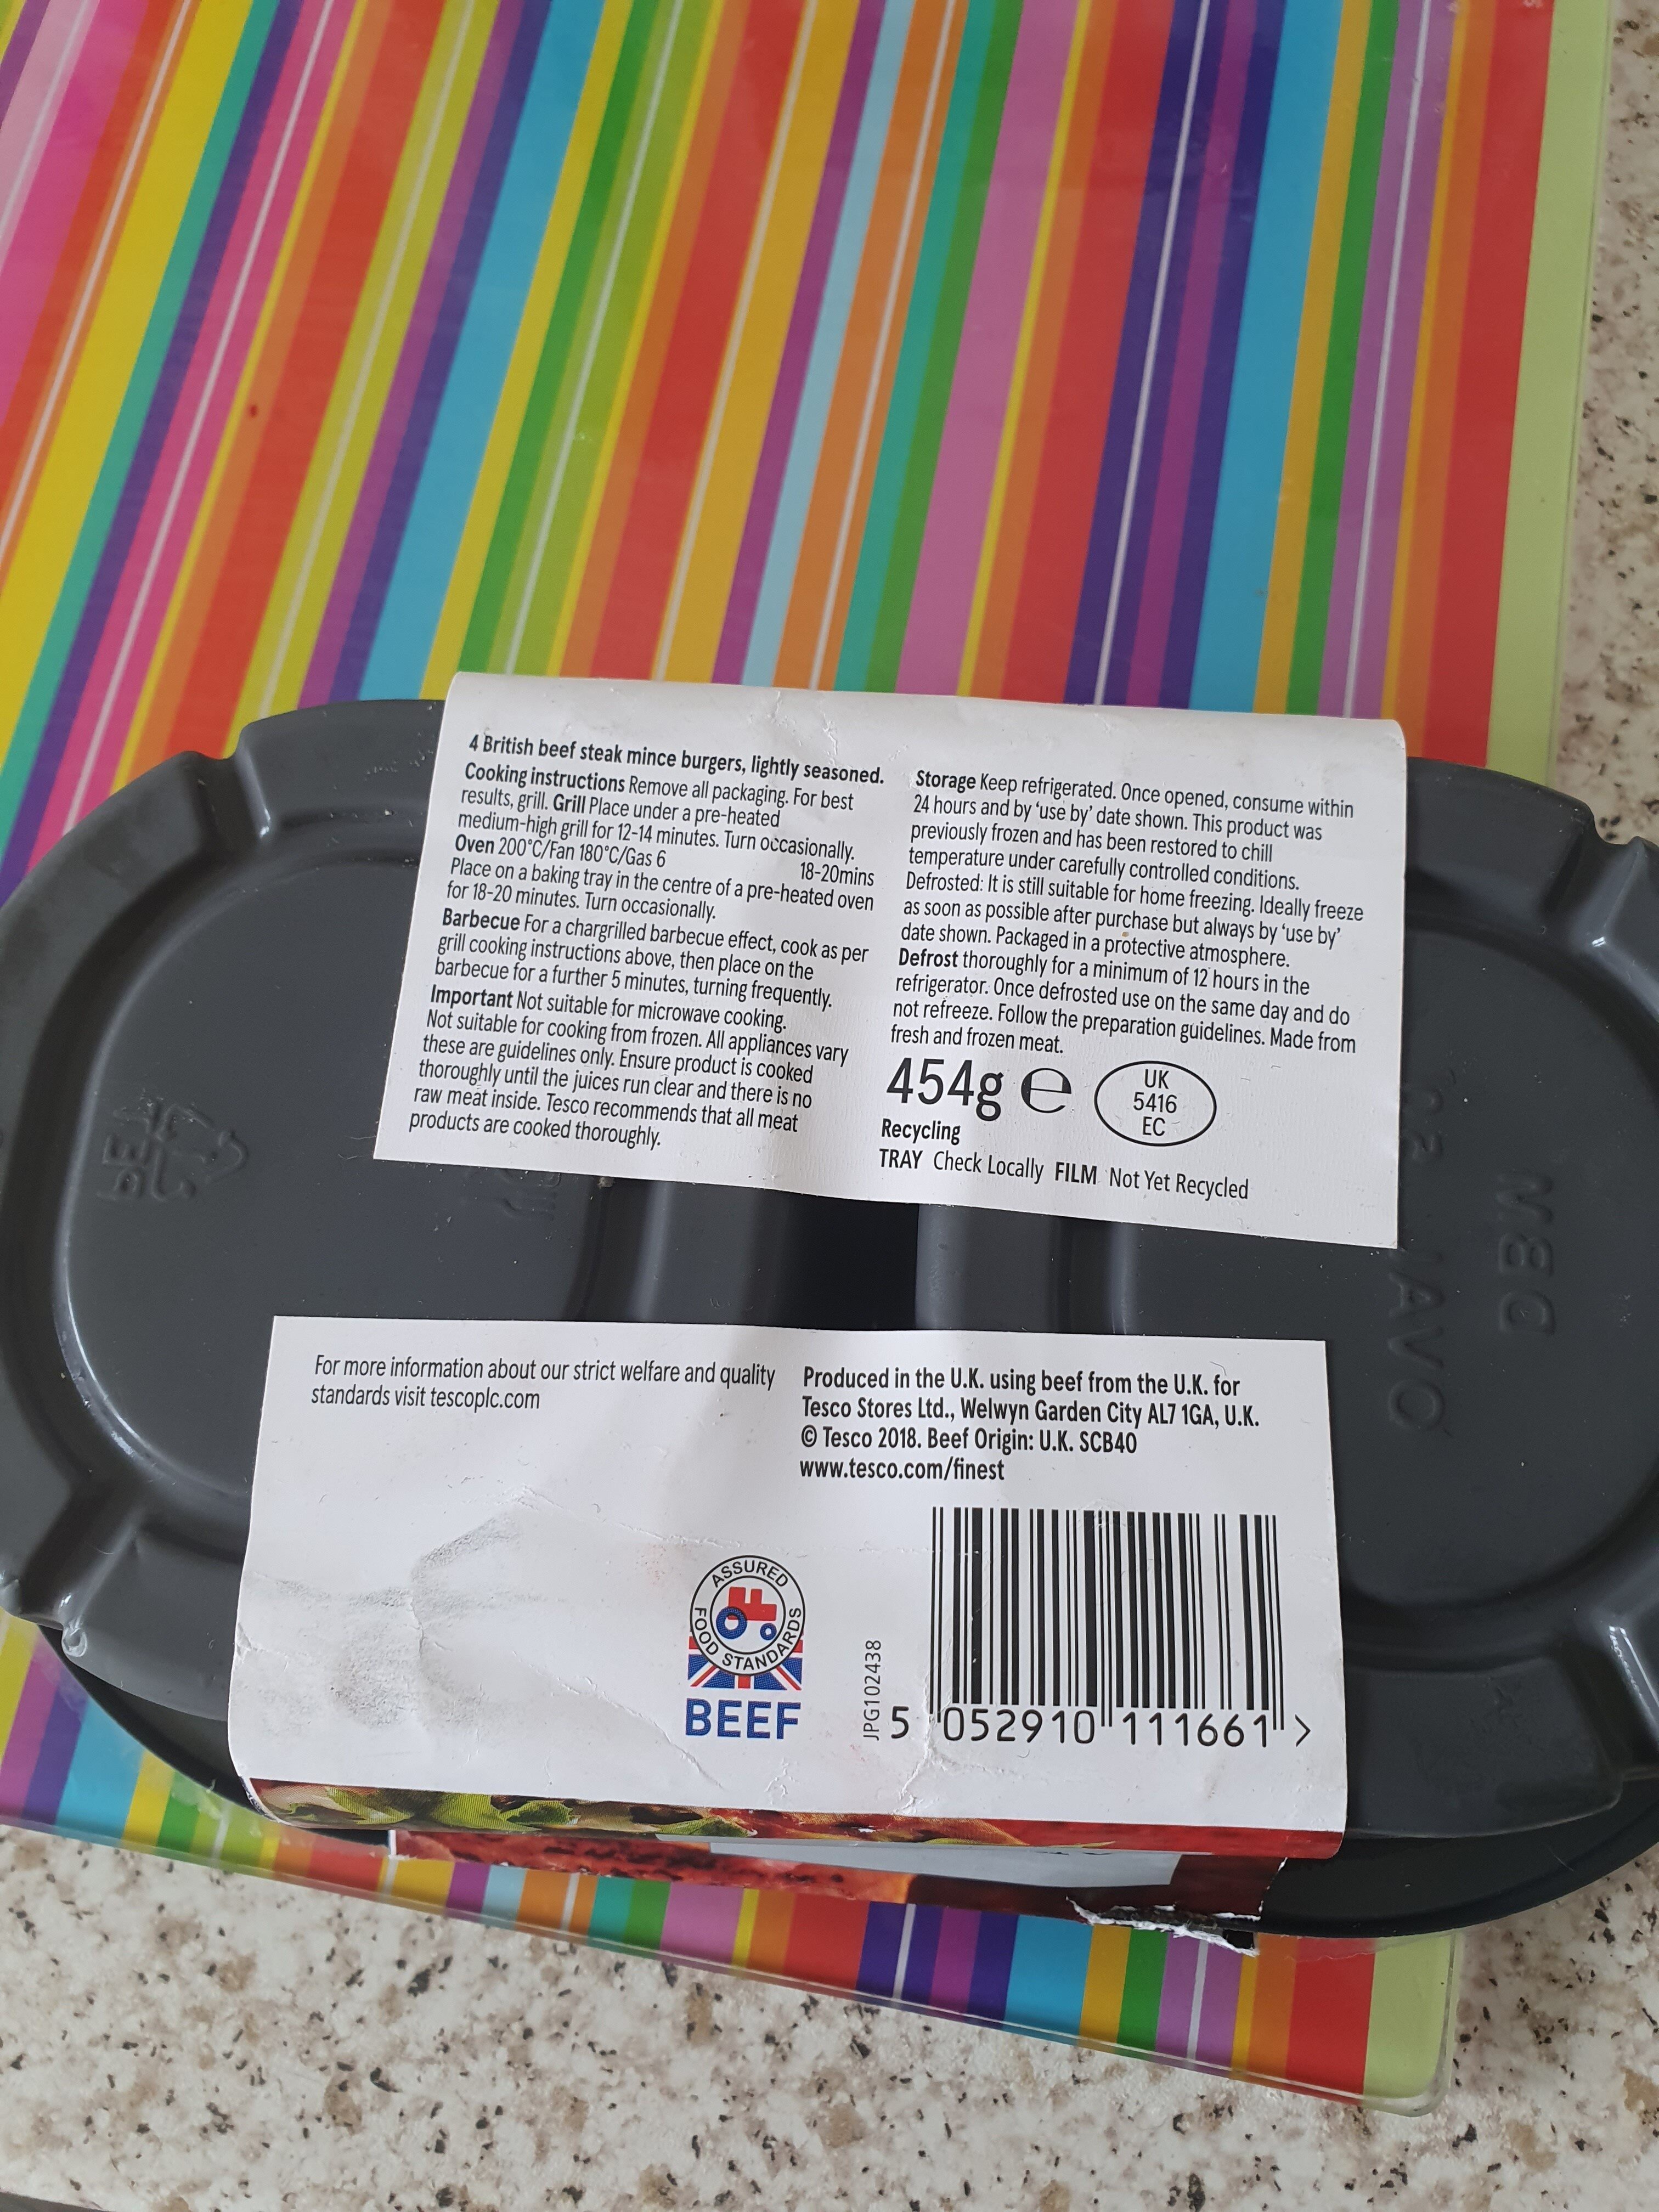 4 British beef steak mince burgers, lightly seasoned.
Cooking instructions Remove all packaging. For best
results, grill. Grill Place under a pre-heated
medium-high grill for 12-14 minutes. Turn occasionally.
Oven 200°C/Fan 180°C/Gas 6 18-20mins
Place on a baking tray in the centre of a pre-heated oven
for 18-20 minutes. Turn occasionally.
Barbecue For a chargrilled barbecue effect, cook as per
grill cooking instructions above, then place on the
barbecue for a further 5 minutes, turning frequently.
Important Not suitable for microwave cooking.
Not suitable for cooking from frozen. All appliances vary
these are guidelines only. Ensure product is cooked
thoroughly until the juices run clear and there is no
raw meat inside. Tesco recommends that all meat
products are cooked thoroughly.
Storage Keep refrigerated. Once opened, consume within
24 hours and by 'use by' date shown. This product was
previously frozen and has been restored to chill
temperature under carefully controlled conditions.
Defrosted: It is still suitable for home freezing. Ideally freeze
as soon as possible after purchase but always by 'use by'
date shown. Packaged in a protective atmosphere.
Defrost thoroughly for a minimum of 12 hours in the
refrigerator. Once defrosted use on the same day and do
not refreeze. Follow the preparation guidelines. Made from
fresh and frozen meat.
454g e
UK
5416
EC
Recycling
TRAY Check Locally FILM Not Yet Recycled
For more information about our strict welfare and quality
standards visit tescoplc.com
Produced in the U.K. using beef from the U.K. for
Tesco Stores Ltd., Welwyn Garden City AL7 1GA, U.K.
© Tesco 2018. Beef Origin: U.K. SCB40
www.tesco.com/finest
ASSURED
FOOD STANDARDS
BEEF
JPG102438
5 052910 111661 >